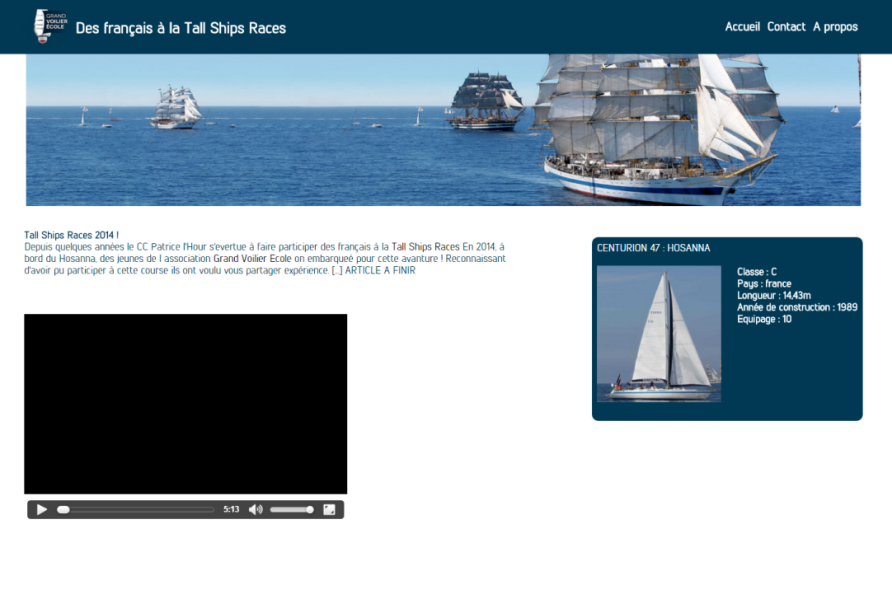 GRAND
VOILIER
ÉCOLE
Des français à la Tall Ships Races
Accueil Contact A propos
Tall Ships Races 2014 !
Depuis quelques années le CC Patrice l'Hour s'evertue à faire participer des français à la Tall Ships Races En 2014, à
bord du Hosanna, des jeunes de l association Grand Voilier Ecole on embarqueé pour cette avanture ! Reconnaissant
d'avoir pu participer à cette course ils ont voulu vous partager expérience. [...] ARTICLE A FINIR
CENTURION 47 : HOSANNA
Classe : C
Pays : france
Longueur : 14,43m
Année de construction : 1989
Equipage : 10
5:13